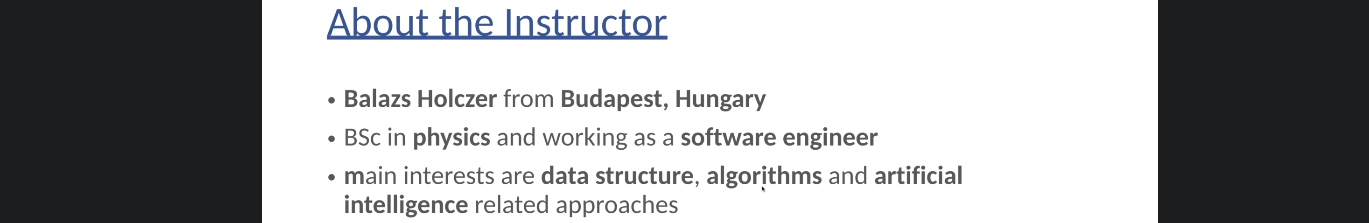 About the Instructor
• Balazs Holczer from Budapest, Hungary
• BSc in physics and working as a software engineer
• main interests are data structure, algorithms and artificial
intelligence related approaches